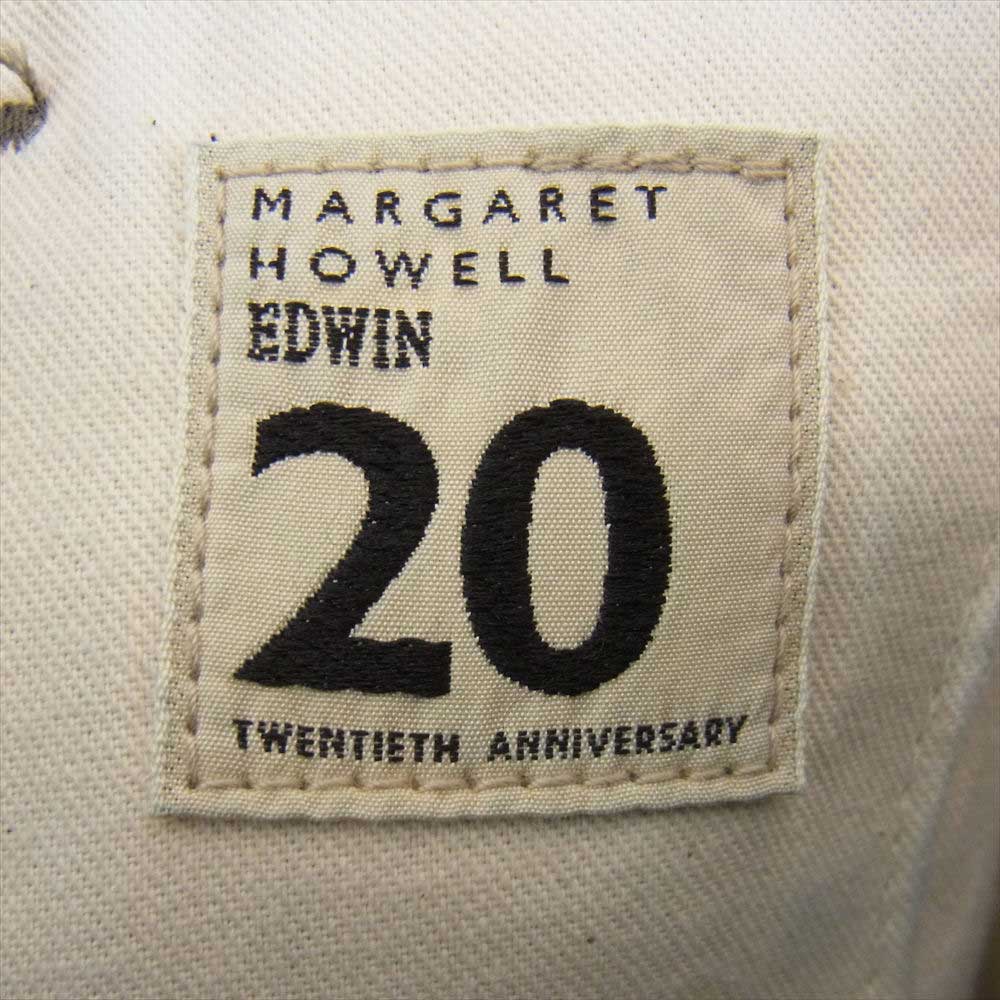 MARGARET
HOWELL
EDWIN
20
TWENTIETH ANNIVERSARY